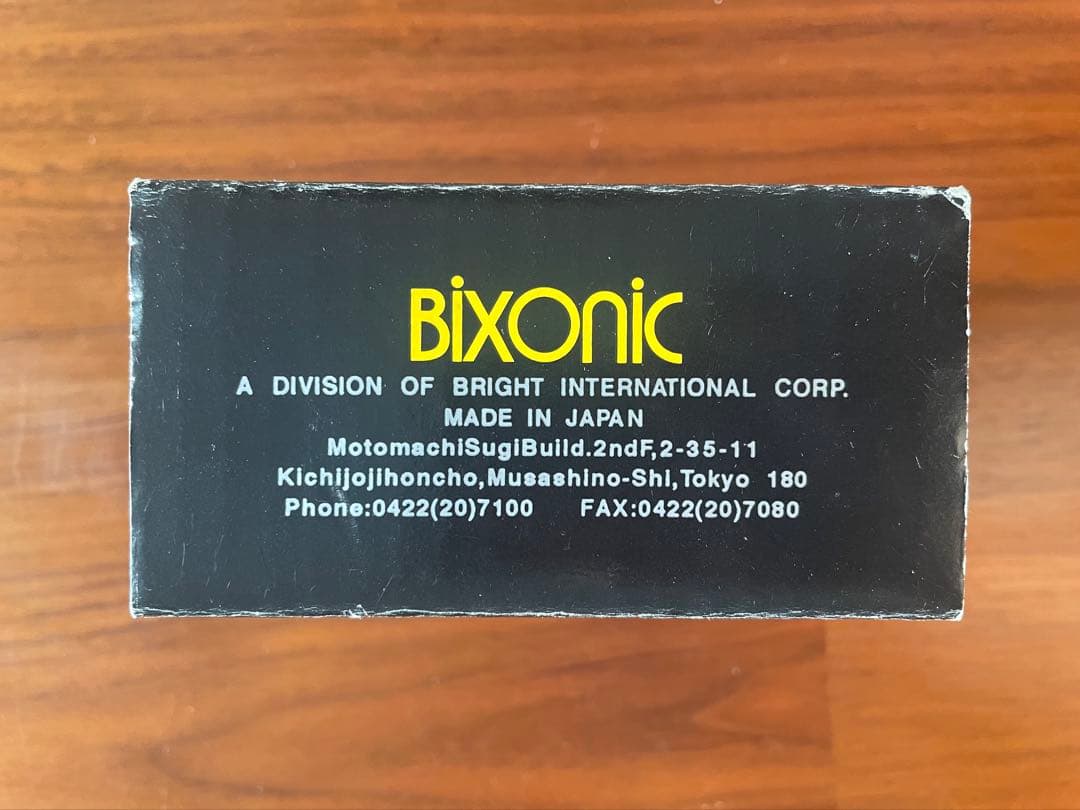 BIXONIC
A DIVISION OF BRIGHT INTERNATIONAL CORP.
MADE IN JAPAN
MotomachiSugiBuild.2ndF,2-35-11
Kichijojihoncho,Musashino-Shi,Tokyo 180
Phone:0422(20)7100 FAX:0422(20)7080